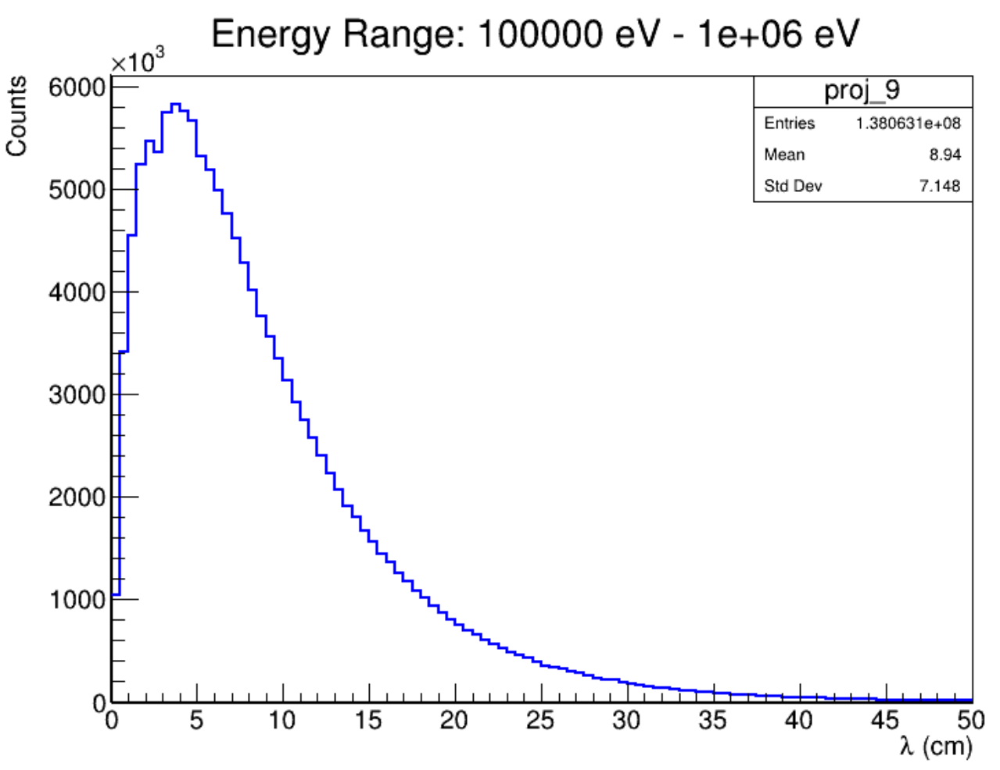 Energy Range: 100000 eV - 1e+06 eV
×10³
Counts
proj_9
Entries 1.380631e+08
Mean 8.94
Std Dev 7.148
6000
5000
4000
3000
2000
1000
0
0 5 10 15 20 25 30 35 40 45 50
λ (cm)